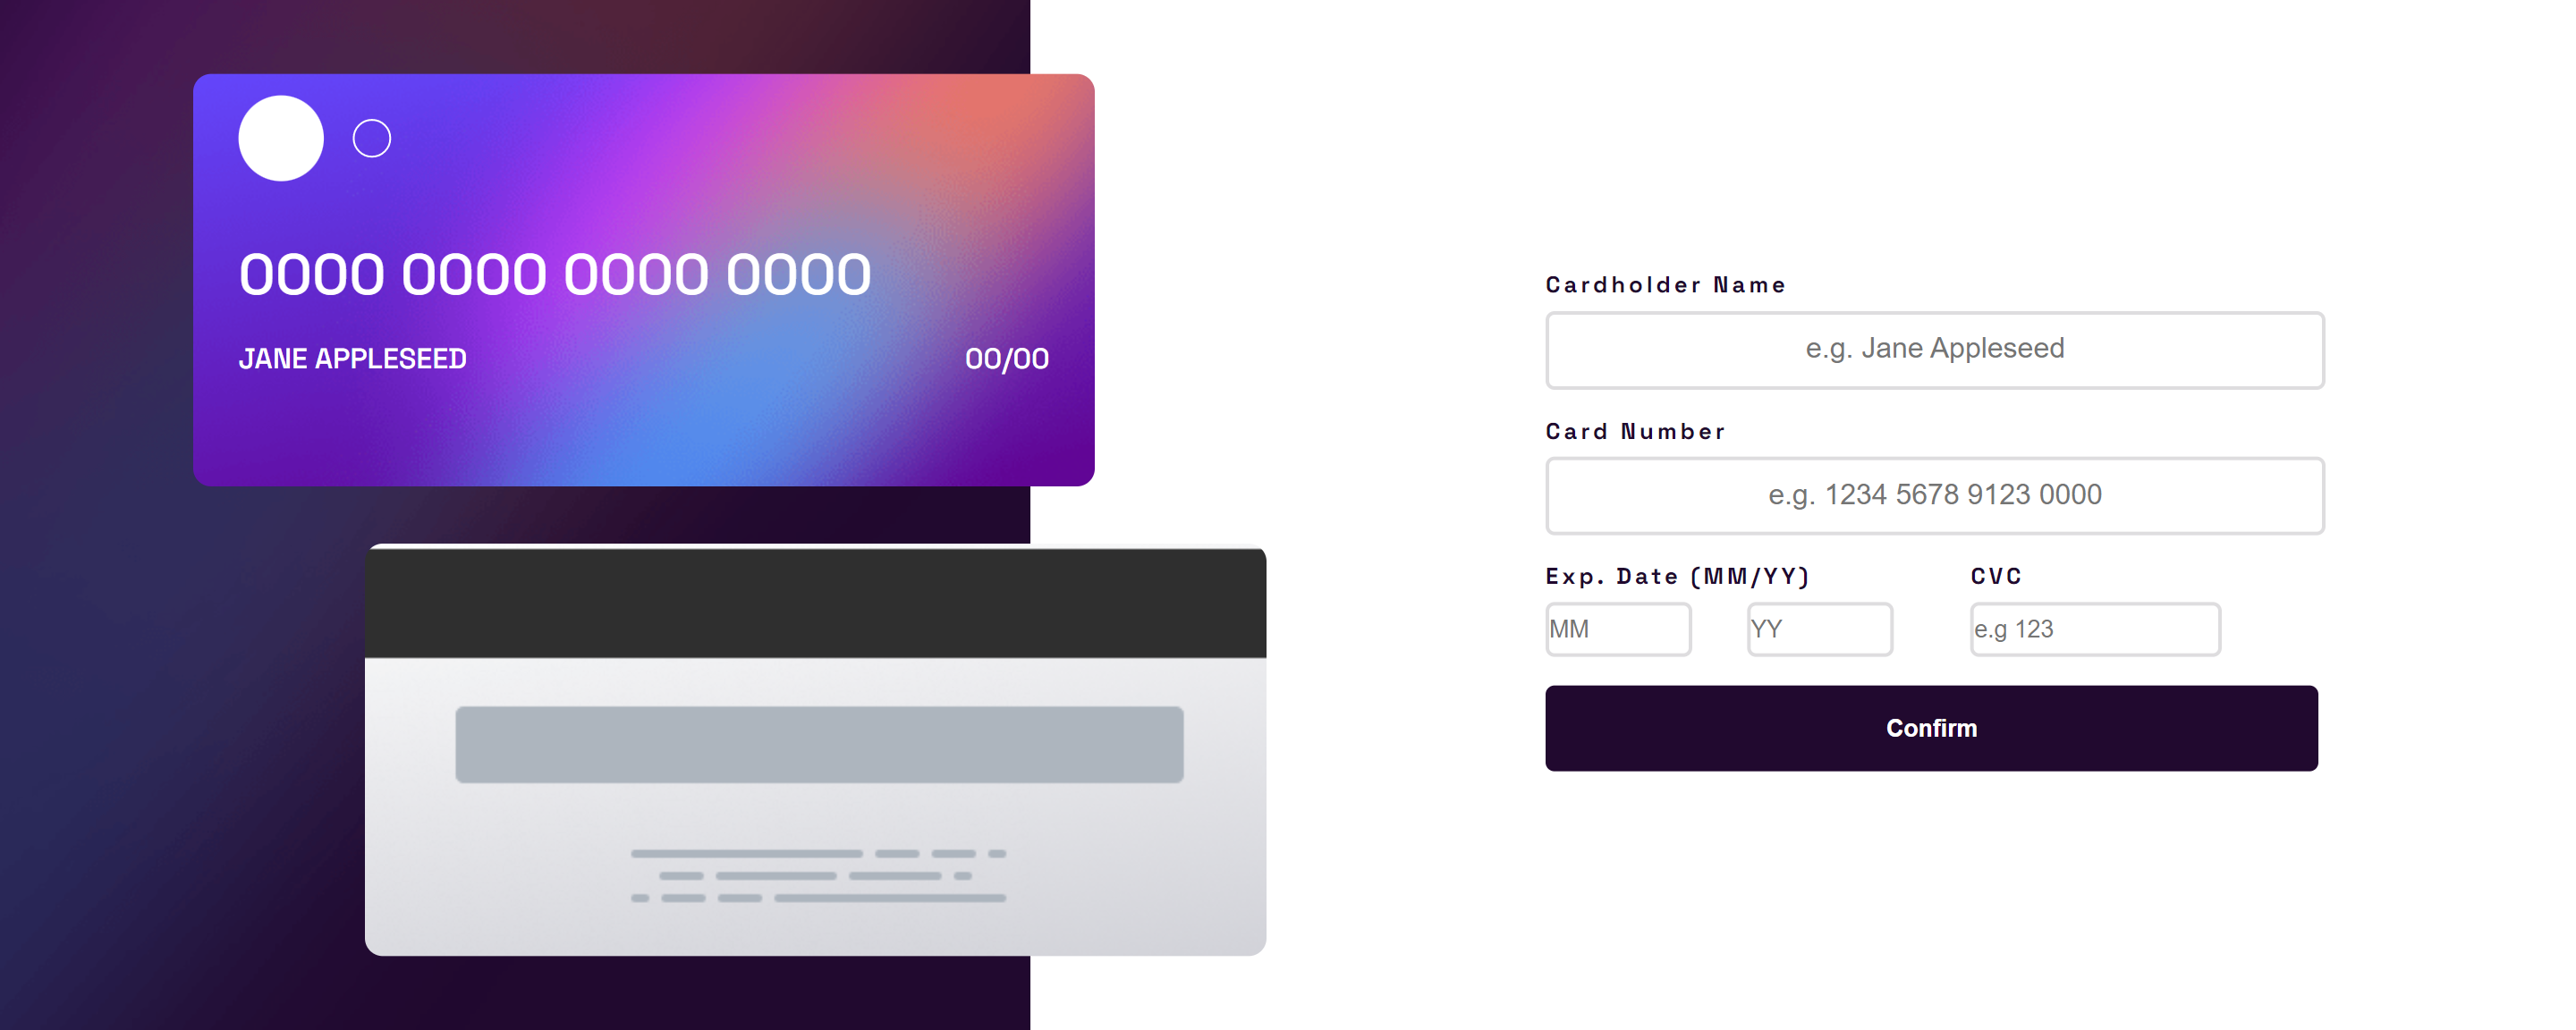 0000 0000 0000 0000
JANE APPLESEED 00/00
Cardholder Name
e.g. Jane Appleseed
Card Number
e.g. 1234 5678 9123 0000
Exp. Date (MM/YY) CVC
MM YY e.g 123
Confirm